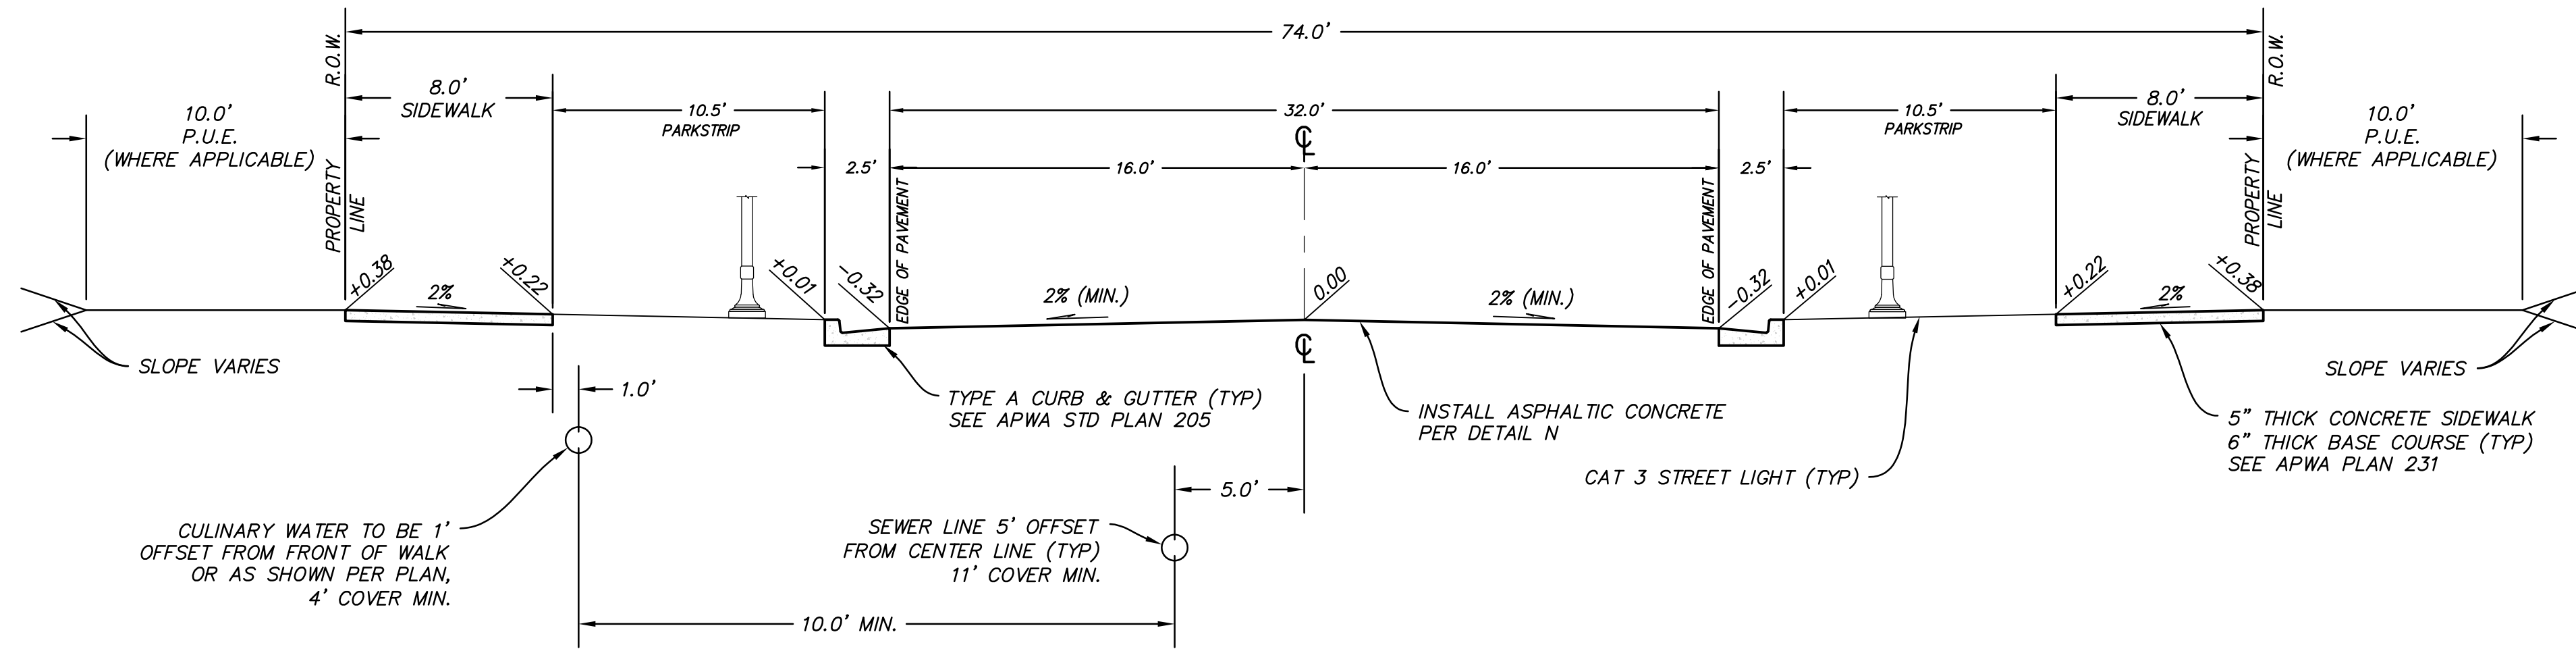 74.0'
R.O.W.
R.O.W.
10.0'
P.U.E.
(WHERE APPLICABLE)
8.0'
SIDEWALK
10.5'
PARKSTRIP
32.0'
10.5'
PARKSTRIP
8.0'
SIDEWALK
10.0'
P.U.E.
(WHERE APPLICABLE)
PROPERTY
LINE
2.5'
EDGE OF PAVEMENT
16.0'
℄
16.0'
EDGE OF PAVEMENT
2.5'
PROPERTY
LINE
+0.38
2%
+0.22
+0.01
-0.32
2% (MIN.)
0.00
2% (MIN.)
-0.32
+0.01
+0.22
2%
+0.38
SLOPE VARIES
℄
SLOPE VARIES
1.0'
TYPE A CURB & GUTTER (TYP)
SEE APWA STD PLAN 205
INSTALL ASPHALTIC CONCRETE
PER DETAIL N
5" THICK CONCRETE SIDEWALK
6" THICK BASE COURSE (TYP)
SEE APWA PLAN 231
CAT 3 STREET LIGHT (TYP)
5.0'
CULINARY WATER TO BE 1'
OFFSET FROM FRONT OF WALK
OR AS SHOWN PER PLAN,
4' COVER MIN.
SEWER LINE 5' OFFSET
FROM CENTER LINE (TYP)
11' COVER MIN.
10.0' MIN.